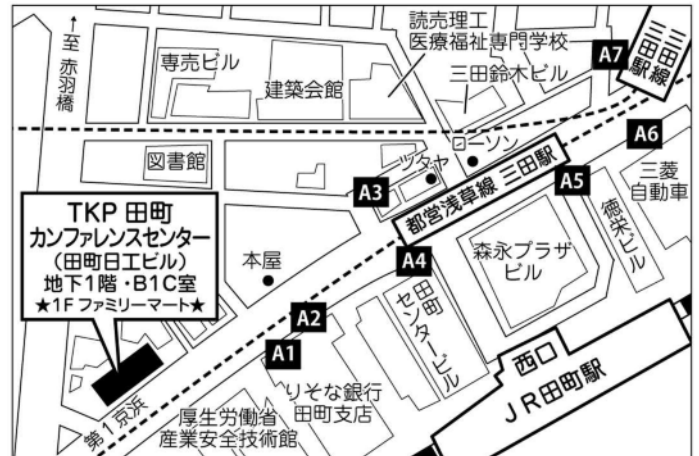 ↑至 赤羽橋
専売ビル
建築会館
読売理工
医療福祉専門学校
三田鈴木ビル
A7
三田線
三田駅
A6
三菱
自動車
図書館
ツタヤ
ローソン
A3
都営浅草線 三田駅
A5
徳栄ビル
TKP 田町
カンファレンスセンター
(田町日工ビル)
地下1階・B1C室
★1F ファミリーマート★
本屋
A4
森永プラザ
ビル
田町
センタービル
A2
A1
西口
JR田町駅
りそな銀行
田町支店
第1京浜
厚生労働省
産業安全技術館